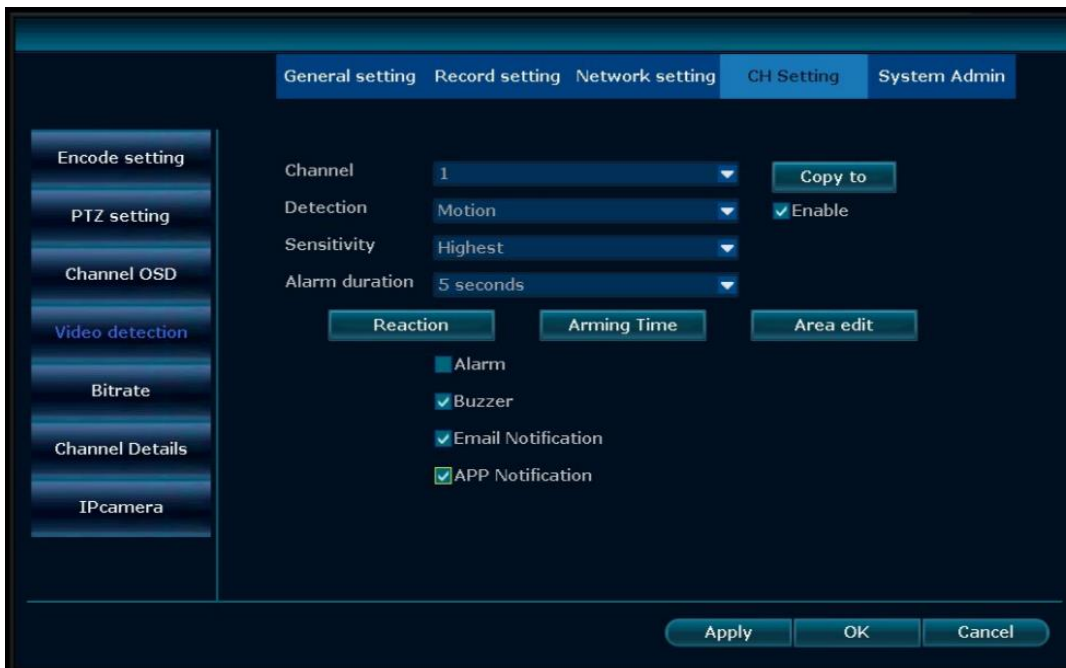 General setting Record setting Network setting CH Setting System Admin
Encode setting
PTZ setting
Channel OSD
Video detection
Bitrate
Channel Details
IPcamera
Channel 1 Copy to
Detection Motion Enable
Sensitivity Highest
Alarm duration 5 seconds
Reaction Arming Time Area edit
Alarm
Buzzer
Email Notification
APP Notification
Apply OK Cancel